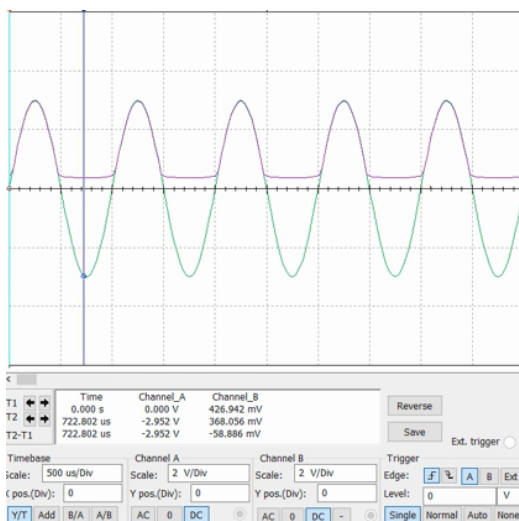 <
Time Channel_A Channel_B
T1 0.000 s 0.000 V 426.942 mV
T2 722.802 us -2.952 V 368.056 mV
T2-T1 722.802 us -2.952 V -58.886 mV
Reverse
Save
Ext. trigger
Timebase Channel A Channel B Trigger
Scale: 500 us/Div Scale: 2 V/Div Scale: 2 V/Div Edge: A B Ext
X pos.(Div): 0 Y pos.(Div): 0 Y pos.(Div): 0 Level: 0 V
Y/T Add B/A A/B AC 0 DC AC 0 DC - Single Normal Auto None